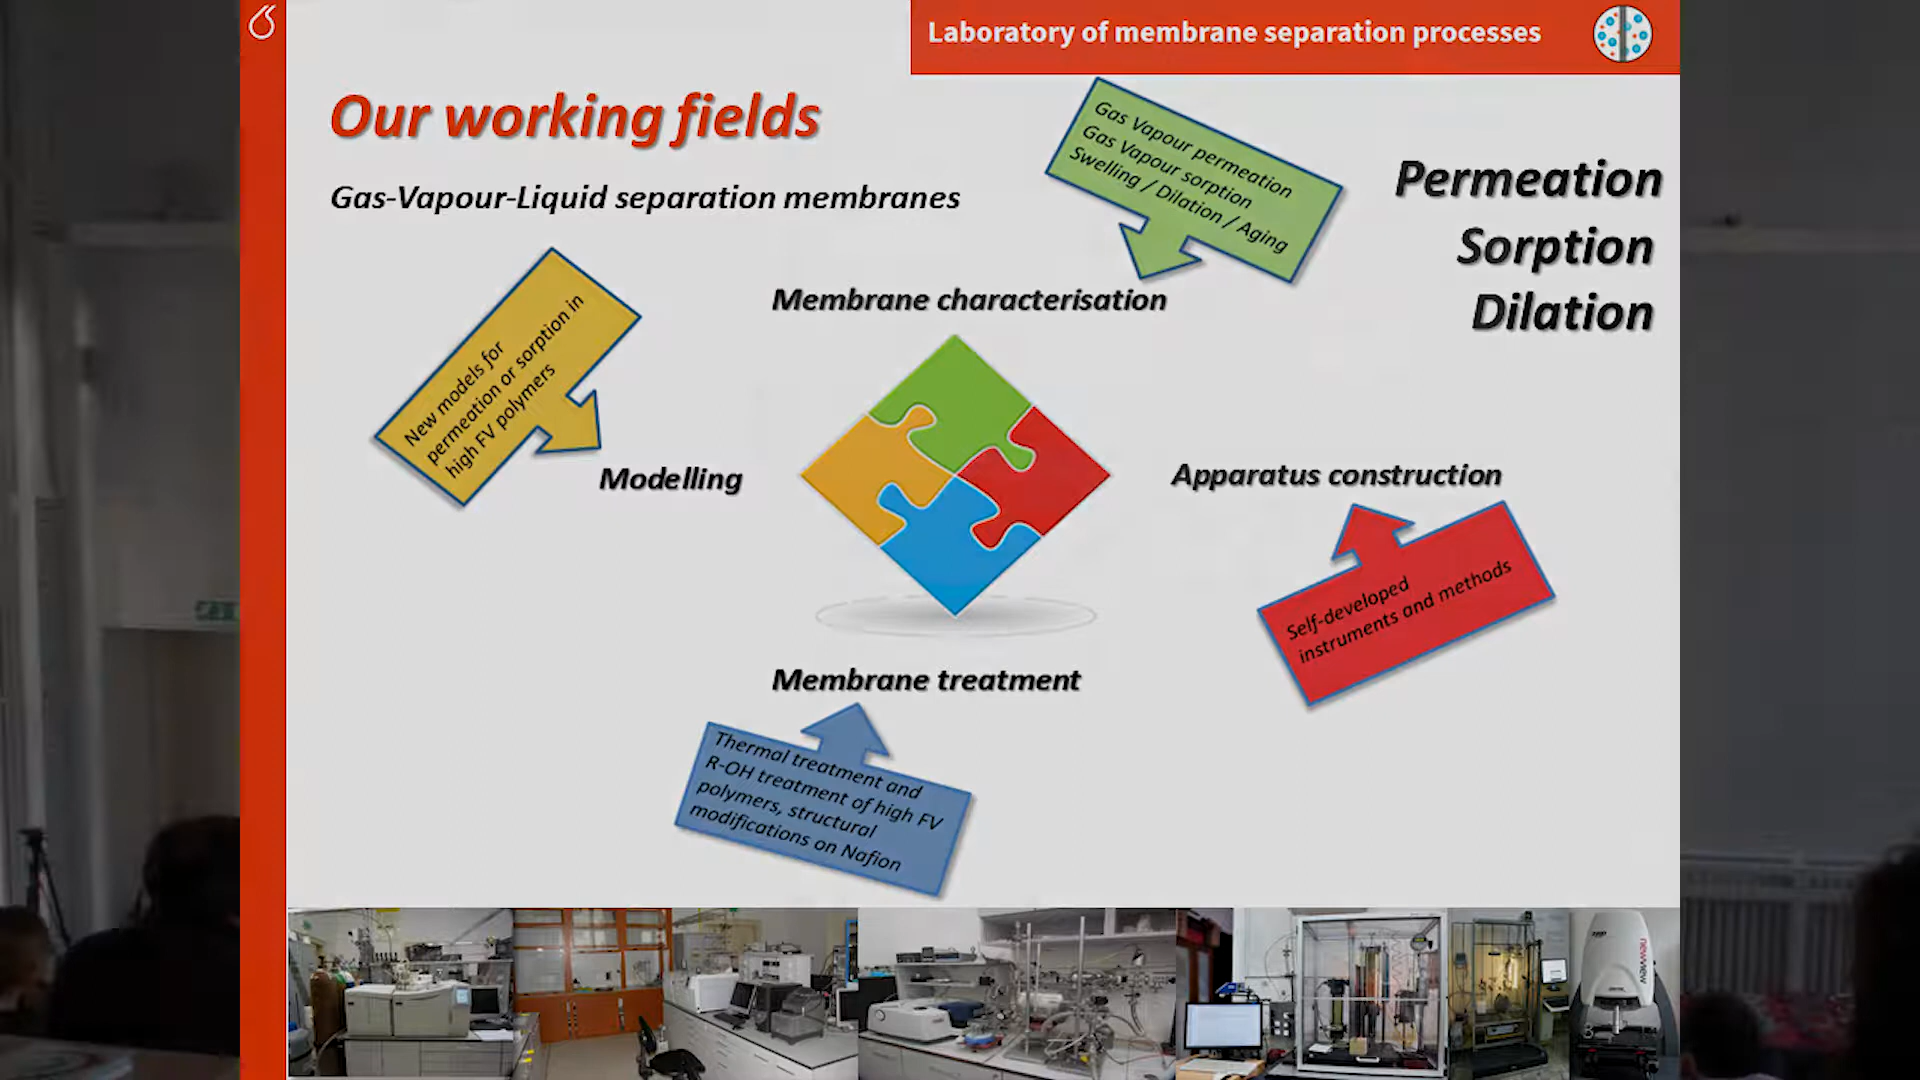 Laboratory of membrane separation processes
Our working fields
Gas-Vapour-Liquid separation membranes
Gas Vapour permeation
Gas Vapour sorption
Swelling / Dilation / Aging
Permeation
Sorption
Dilation
Membrane characterisation
New models for
permeation or sorption in
high FV polymers
Modelling
Apparatus construction
Self-developed
instruments and methods
Membrane treatment
Thermal treatment and
R-OH treatment of high FV
polymers, structural
modifications on Nafion
newview